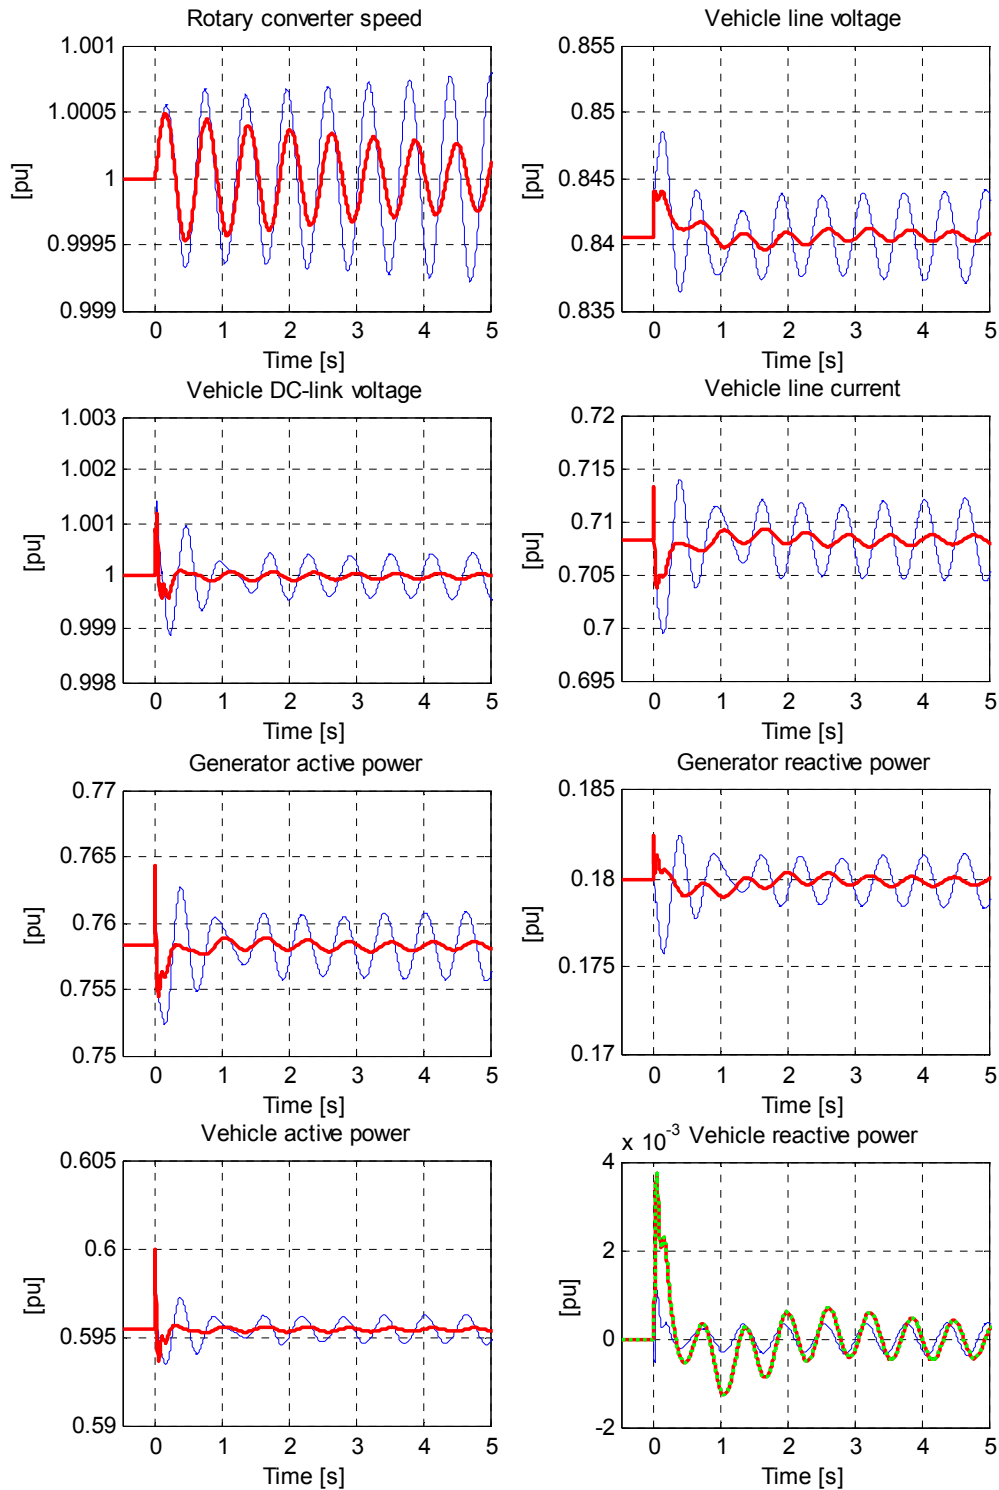 Rotary converter speed
[pu]
1.001
1.0005
1
0.9995
0.999
0 1 2 3 4 5
Time [s]
Vehicle line voltage
[pu]
0.855
0.85
0.845
0.84
0.835
0 1 2 3 4 5
Time [s]
Vehicle DC-link voltage
[pu]
1.003
1.002
1.001
1
0.999
0.998
0 1 2 3 4 5
Time [s]
Vehicle line current
[pu]
0.72
0.715
0.71
0.705
0.7
0.695
0 1 2 3 4 5
Time [s]
Generator active power
[pu]
0.77
0.765
0.76
0.755
0.75
0 1 2 3 4 5
Time [s]
Generator reactive power
[pu]
0.185
0.18
0.175
0.17
0 1 2 3 4 5
Time [s]
Vehicle active power
[pu]
0.605
0.6
0.595
0.59
0 1 2 3 4 5
Time [s]
x 10^-3 Vehicle reactive power
[pu]
4
2
0
-2
0 1 2 3 4 5
Time [s]